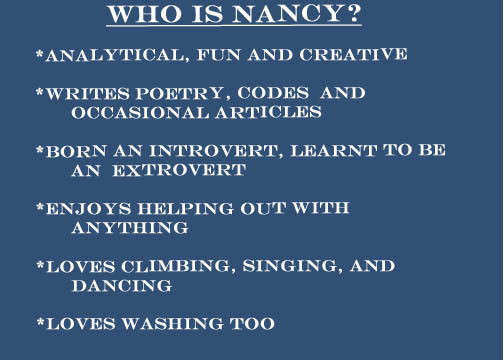 WHO IS NANCY?
*ANALYTICAL, FUN AND CREATIVE
*WRITES POETRY, CODES AND
OCCASIONAL ARTICLES
*BORN AN INTROVERT, LEARNT TO BE
AN EXTROVERT
*ENJOYS HELPING OUT WITH
ANYTHING
*LOVES CLIMBING, SINGING, AND
DANCING
*LOVES WASHING TOO